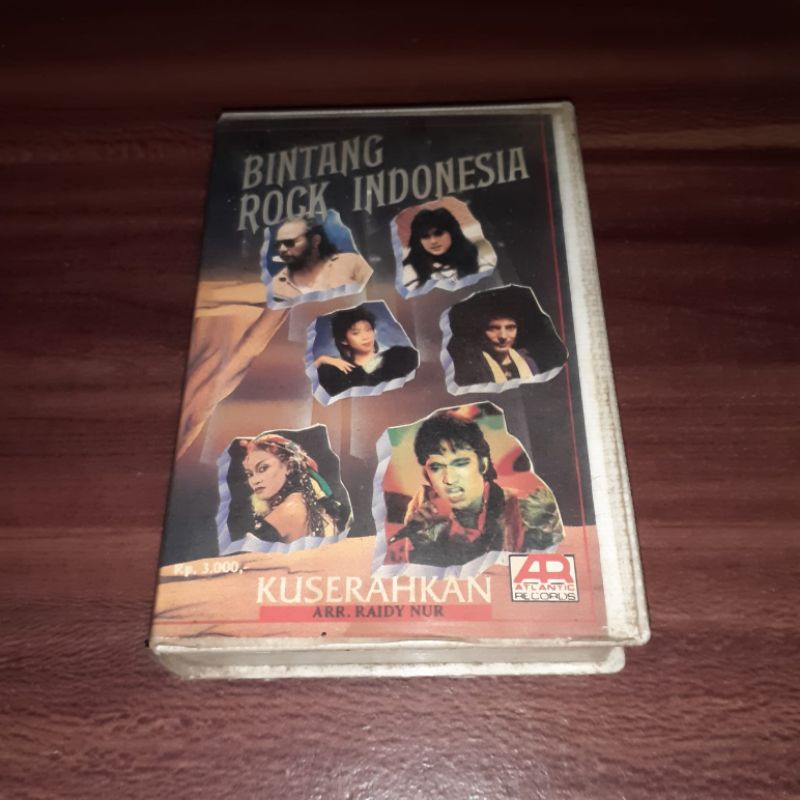 BINTANG
ROCK INDONESIA
Rp. 3.000,-
KUSERAHKAN
ARR. RAIDY NUR
AR
ATLANTIC
RECORDS